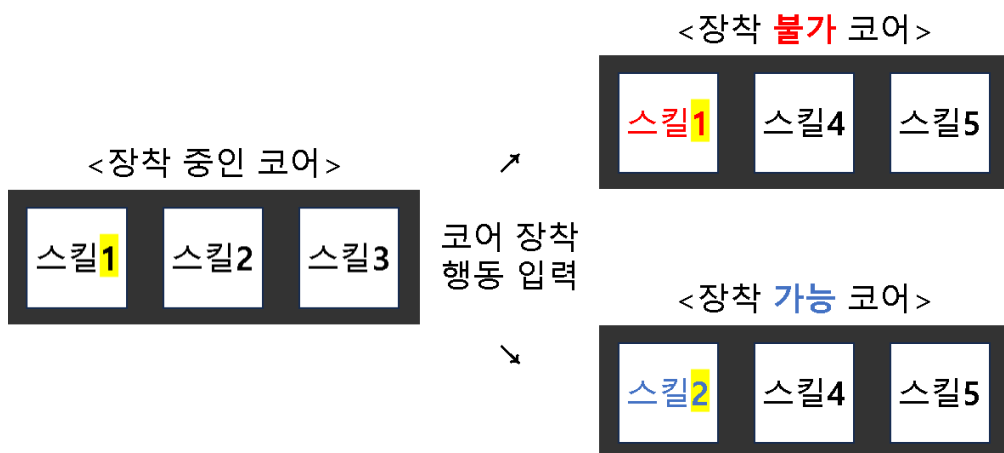 <장착 불가 코어>
스킬1 스킬4 스킬5
<장착 중인 코어>
↗
스킬1 스킬2 스킬3
코어 장착
행동 입력
<장착 가능 코어>
↘
스킬2 스킬4 스킬5